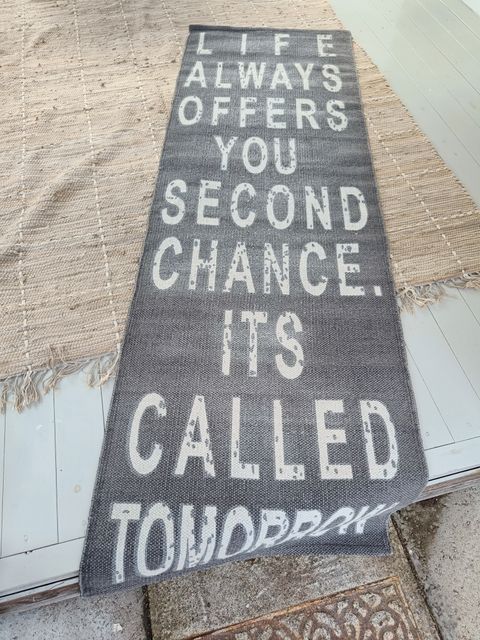 LIFE
ALWAYS
OFFERS
YOU
SECOND
CHANCE.
ITS
CALLED
TOMORROW